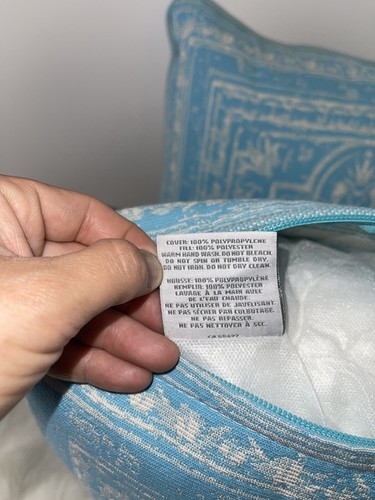 COVER: 100% POLYPROPYLENE
FILL: 100% POLYESTER
WARM HAND WASH. DO NOT BLEACH.
DO NOT SPIN OR TUMBLE DRY.
DO NOT IRON. DO NOT DRY CLEAN.
HOUSSE: 100% POLYPROPYLÈNE
REMPLIE: 100% POLYESTER
LAVAGE À LA MAIN AVEC
DE L'EAU CHAUDE.
NE PAS UTILISER DE JAVELISANT.
NE PAS SÉCHER PAR CULBUTAGE.
NE PAS REPASSER.
NE PAS NETTOYER À SEC.